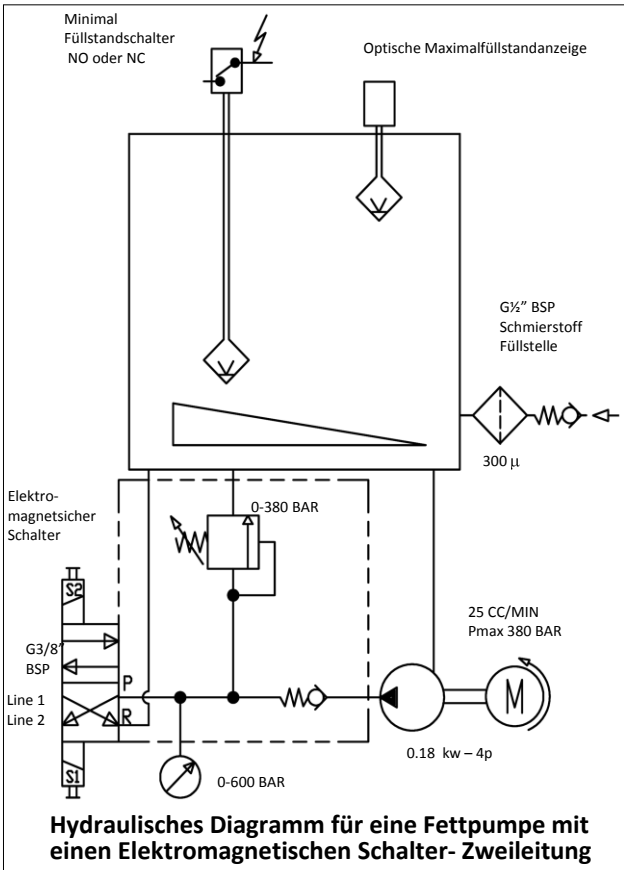 Minimal
Füllstandschalter
NO oder NC
Optische Maximalfüllstandanzeige
G½” BSP
Schmierstoff
Füllstelle
300 µ
Elektro-
magnetsicher
Schalter
0-380 BAR
S2
25 CC/MIN
Pmax 380 BAR
G3/8”
BSP
P
Line 1
Line 2
R
M
S1
0-600 BAR
0.18 kw – 4p
Hydraulisches Diagramm für eine Fettpumpe mit
einen Elektromagnetischen Schalter- Zweileitung